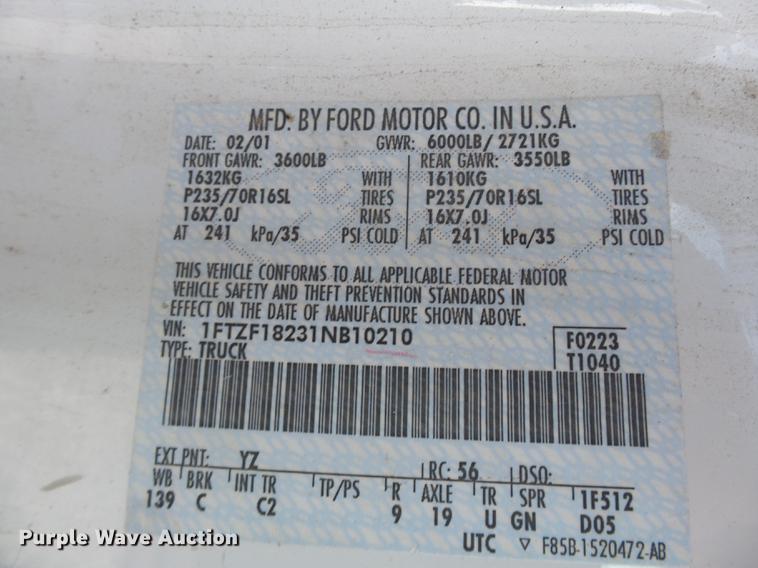 MFD. BY FORD MOTOR CO. IN U.S.A.
DATE: 02/01 GVWR: 6000LB/ 2721KG
FRONT GAWR: 3600LB REAR GAWR: 3550LB
1632KG WITH 1610KG WITH
P235/70R16SL TIRES P235/70R16SL TIRES
16X7.0J RIMS 16X7.0J RIMS
AT 241 kPa/35 PSI COLD AT 241 kPa/35 PSI COLD
THIS VEHICLE CONFORMS TO ALL APPLICABLE FEDERAL MOTOR
VEHICLE SAFETY AND THEFT PREVENTION STANDARDS IN
EFFECT ON THE DATE OF MANUFACTURE SHOWN ABOVE.
VIN: 1FTZF18231NB10210 F0223
TYPE: TRUCK T1040
EXT PNT: YZ RC: 56 DSO:
WB BRK INT TR TP/PS R AXLE TR SPR 1F512
139 C C2 9 19 U GN D05
UTC ▽ F85B-1520472-AB
Purple Wave Auction